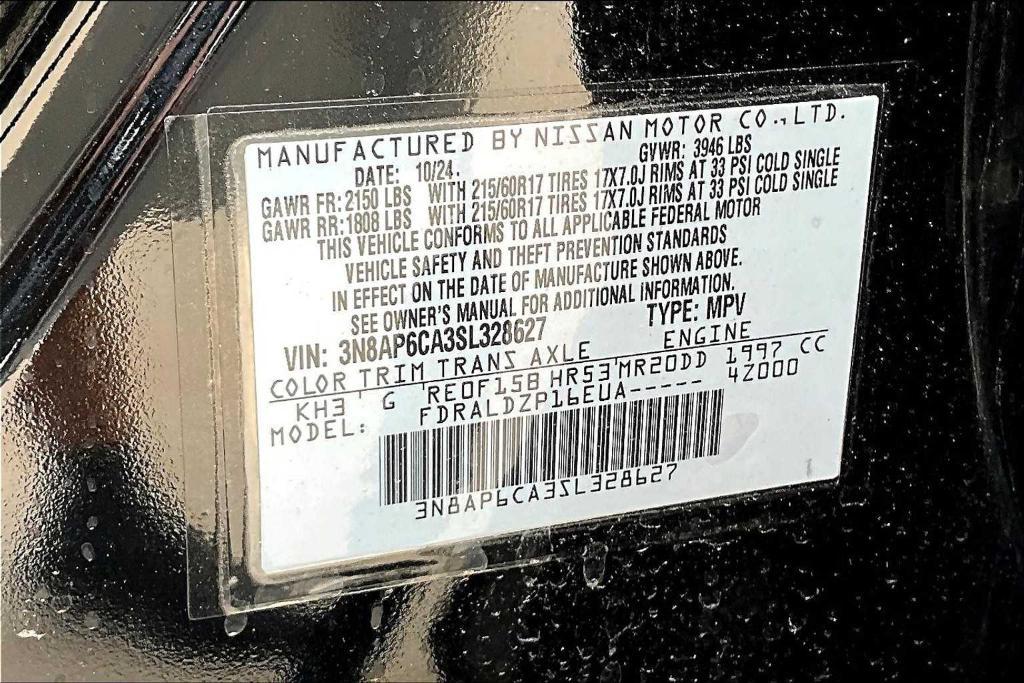 MANUFACTURED BY NISSAN MOTOR CO., LTD.
DATE: 10/24. GVWR: 3946 LBS
GAWR FR: 2150 LBS WITH 215/60R17 TIRES 17X7.0J RIMS AT 33 PSI COLD SINGLE
GAWR RR: 1808 LBS WITH 215/60R17 TIRES 17X7.0J RIMS AT 33 PSI COLD SINGLE
THIS VEHICLE CONFORMS TO ALL APPLICABLE FEDERAL MOTOR
VEHICLE SAFETY AND THEFT PREVENTION STANDARDS
IN EFFECT ON THE DATE OF MANUFACTURE SHOWN ABOVE.
SEE OWNER'S MANUAL FOR ADDITIONAL INFORMATION.
VIN: 3N8AP6CA3SL328627 TYPE: MPV
COLOR TRIM TRANS AXLE ENGINE
KH3 G RE0F15B HR53 MR20DD 1997 CC
MODEL: FDRALDZP16EUA----- 4Z000
3N8AP6CA3SL328627